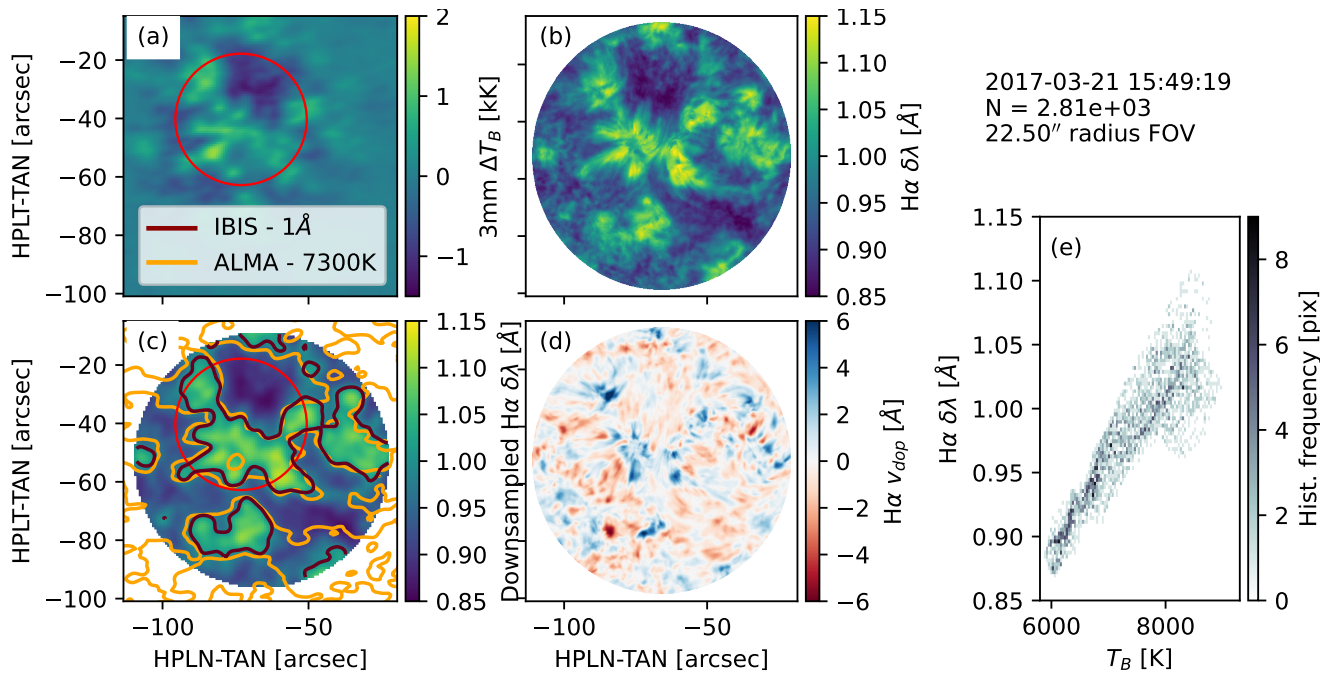 (a)
HPLT-TAN [arcsec]
−20
−40
−60
−80
−100
IBIS - 1Å
ALMA - 7300K
2
1
0
−1
3mm ΔT_B [kK]
(b)
1.15
1.10
1.05
1.00
0.95
0.90
0.85
Hα δλ [Å]
2017-03-21 15:49:19
N = 2.81e+03
22.50″ radius FOV
(c)
HPLT-TAN [arcsec]
−20
−40
−60
−80
−100
−100
−50
HPLN-TAN [arcsec]
1.15
1.10
1.05
1.00
0.95
0.90
0.85
Downsampled Hα δλ [Å]
(d)
−100
−50
HPLN-TAN [arcsec]
6
4
2
0
−2
−4
−6
Hα v_dop [Å]
(e)
Hα δλ [Å]
1.15
1.10
1.05
1.00
0.95
0.90
0.85
6000
8000
T_B [K]
8
6
4
2
0
Hist. frequency [pix]